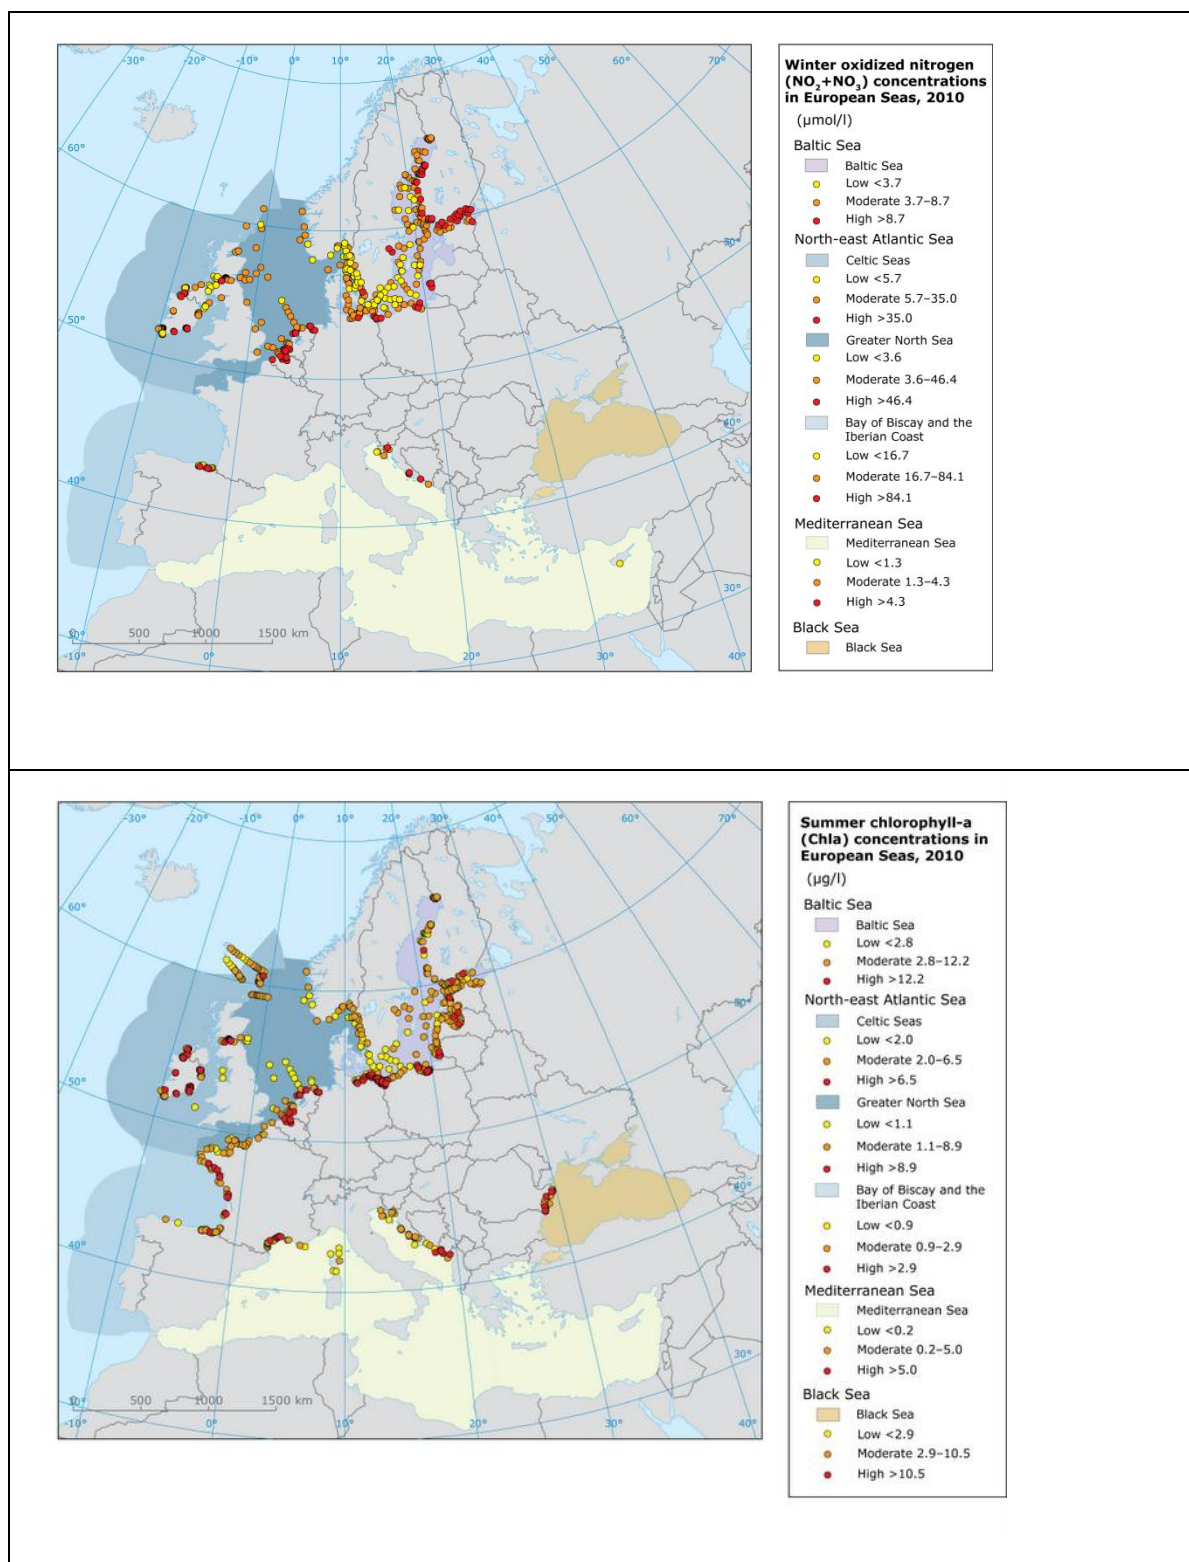 -30°
-20°
-10°
0°
10°
20°
30°
40°
50°
60°
70°
60°
50°
50°
40°
40°
30°
30°
-10°
0°
10°
20°
30°
40°
0 500 1000 1500 km
Winter oxidized nitrogen
(NO₂+NO₃) concentrations
in European Seas, 2010
(µmol/l)
Baltic Sea
Baltic Sea
Low <3.7
Moderate 3.7–8.7
High >8.7
North-east Atlantic Sea
Celtic Seas
Low <5.7
Moderate 5.7–35.0
High >35.0
Greater North Sea
Low <3.6
Moderate 3.6–46.4
High >46.4
Bay of Biscay and the
Iberian Coast
Low <16.7
Moderate 16.7–84.1
High >84.1
Mediterranean Sea
Mediterranean Sea
Low <1.3
Moderate 1.3–4.3
High >4.3
Black Sea
Black Sea
-30°
-20°
-10°
0°
10°
20°
30°
40°
50°
60°
70°
60°
50°
50°
40°
40°
30°
30°
-10°
0°
10°
20°
30°
40°
0 500 1000 1500 km
Summer chlorophyll-a
(Chla) concentrations in
European Seas, 2010
(µg/l)
Baltic Sea
Baltic Sea
Low <2.8
Moderate 2.8–12.2
High >12.2
North-east Atlantic Sea
Celtic Seas
Low <2.0
Moderate 2.0–6.5
High >6.5
Greater North Sea
Low <1.1
Moderate 1.1–8.9
High >8.9
Bay of Biscay and the
Iberian Coast
Low <0.9
Moderate 0.9–2.9
High >2.9
Mediterranean Sea
Mediterranean Sea
Low <0.2
Moderate 0.2–5.0
High >5.0
Black Sea
Black Sea
Low <2.9
Moderate 2.9–10.5
High >10.5